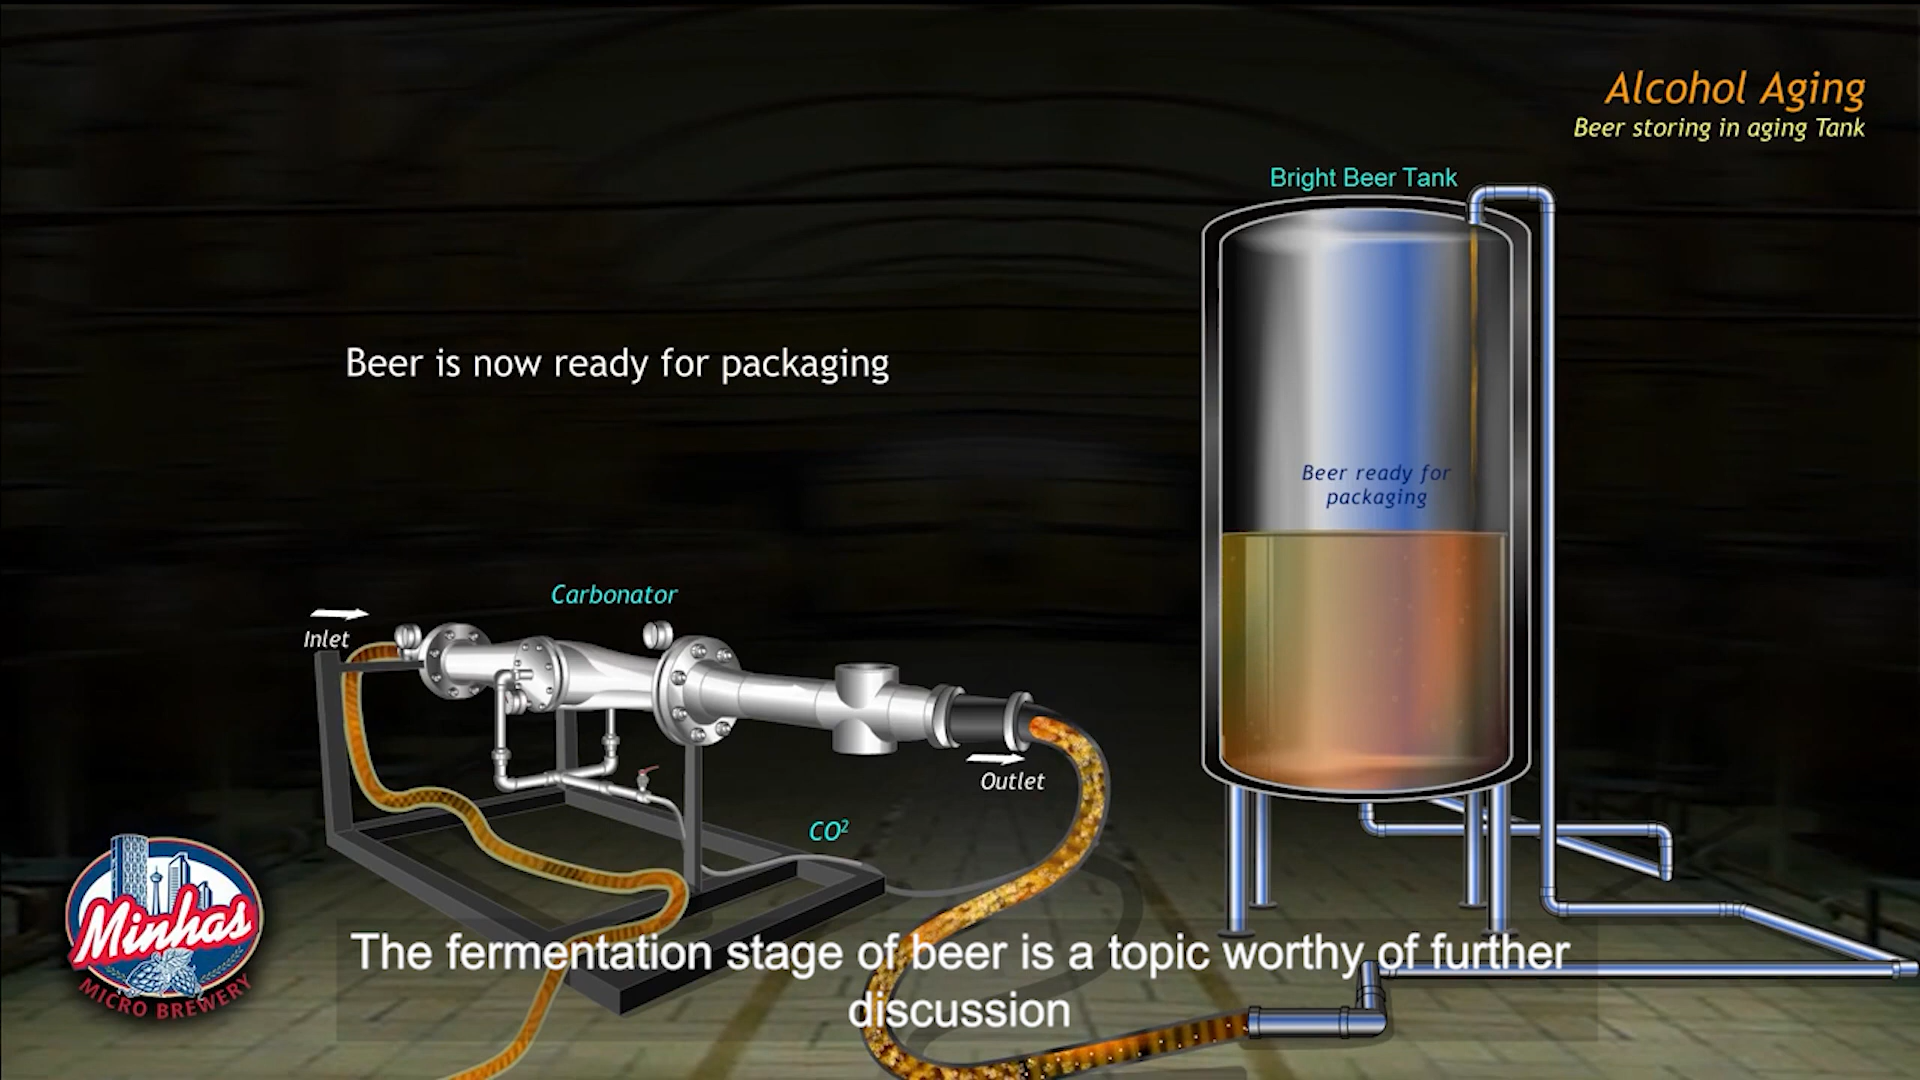 Alcohol Aging
Beer storing in aging Tank
Bright Beer Tank
Beer is now ready for packaging
Beer ready for
packaging
Carbonator
Inlet
Outlet
CO²
Minhas
MICRO BREWERY
The fermentation stage of beer is a topic worthy of further
discussion